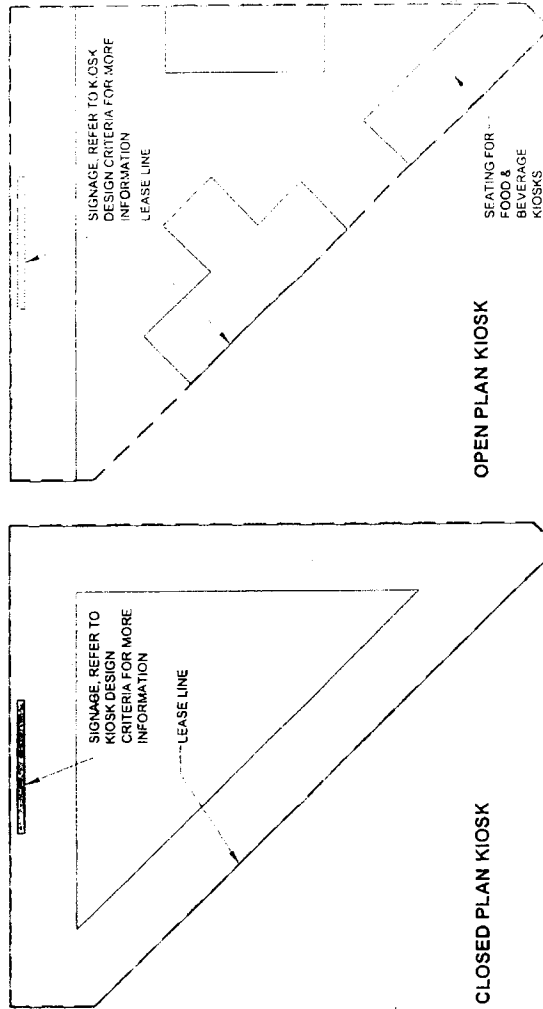 SIGNAGE, REFER TO KIOSK
DESIGN CRITERIA FOR MORE
INFORMATION
LEASE LINE
SEATING FOR
FOOD &
BEVERAGE
KIOSKS
OPEN PLAN KIOSK
SIGNAGE, REFER TO
KIOSK DESIGN
CRITERIA FOR MORE
INFORMATION
LEASE LINE
CLOSED PLAN KIOSK